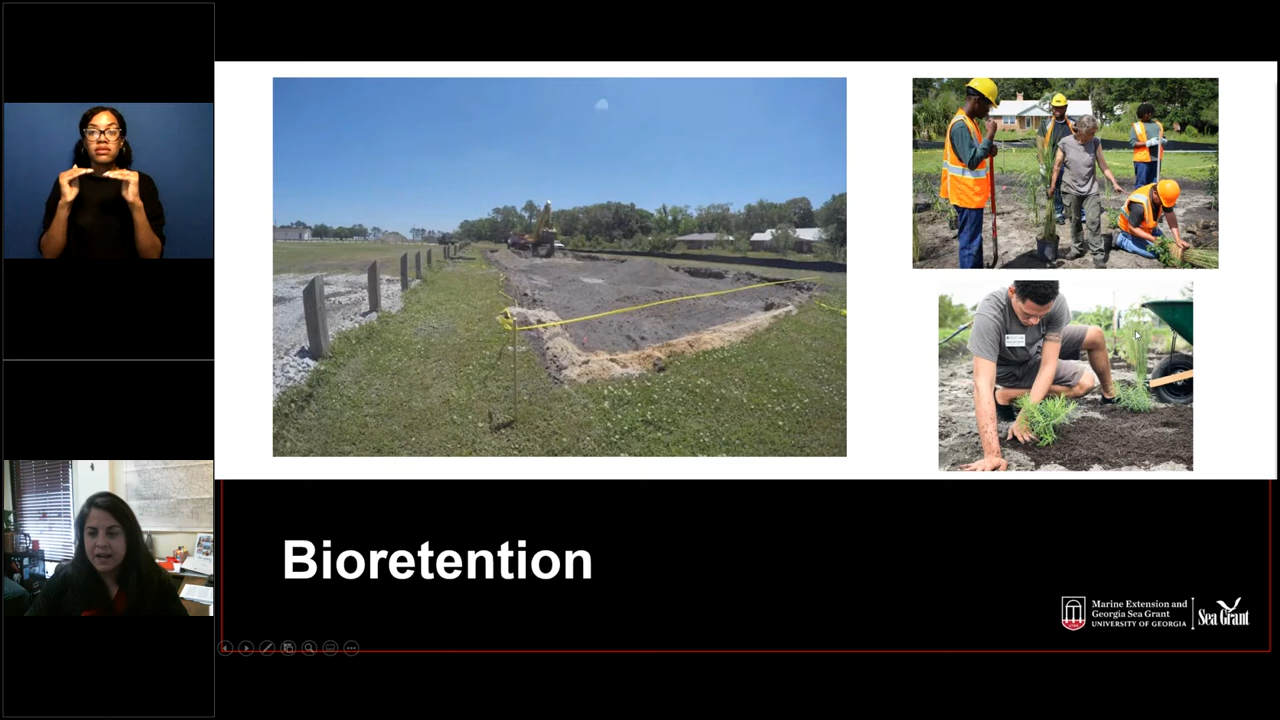 Bioretention
Marine Extension and
Georgia Sea Grant
UNIVERSITY OF GEORGIA
Sea Grant